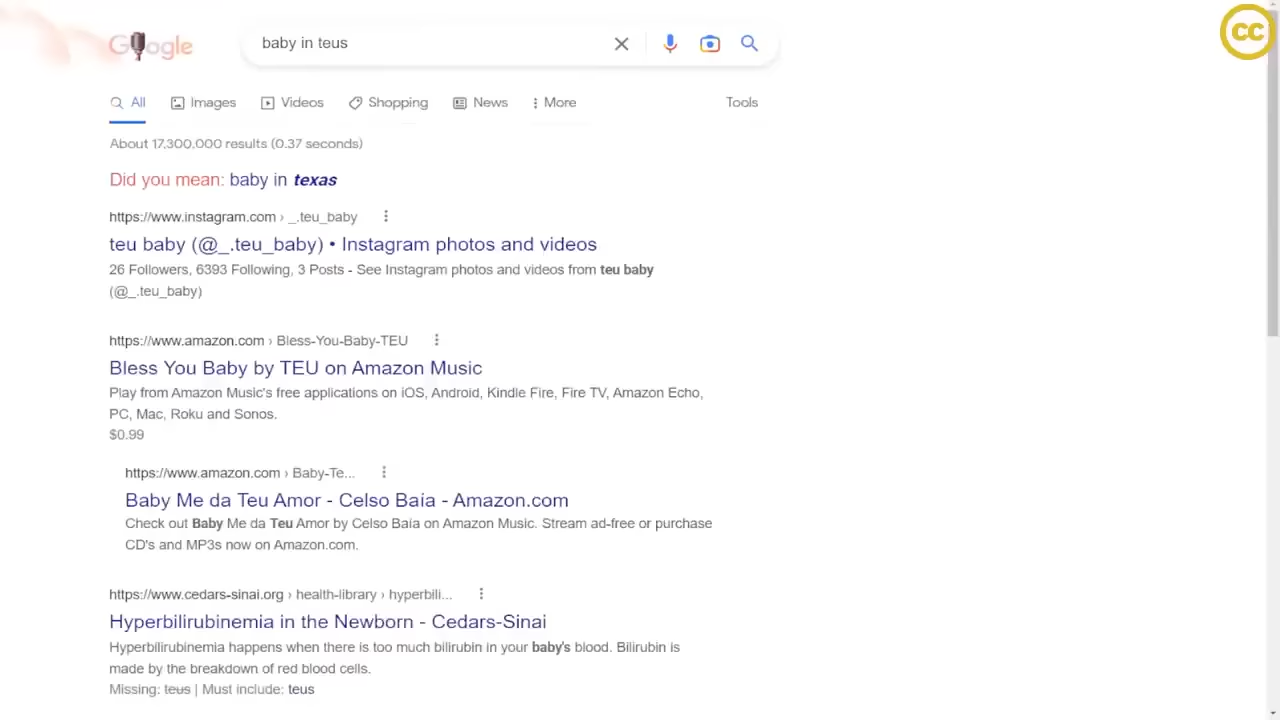 Google
baby in teus
All Images Videos Shopping News More Tools
About 17,300,000 results (0.37 seconds)
Did you mean: baby in texas
https://www.instagram.com › _.teu_baby
teu baby (@_.teu_baby) • Instagram photos and videos
26 Followers, 6393 Following, 3 Posts - See Instagram photos and videos from teu baby
(@_.teu_baby)
https://www.amazon.com › Bless-You-Baby-TEU
Bless You Baby by TEU on Amazon Music
Play from Amazon Music's free applications on iOS, Android, Kindle Fire, Fire TV, Amazon Echo,
PC, Mac, Roku and Sonos.
$0.99
https://www.amazon.com › Baby-Te...
Baby Me da Teu Amor - Celso Baía - Amazon.com
Check out Baby Me da Teu Amor by Celso Baía on Amazon Music. Stream ad-free or purchase
CD's and MP3s now on Amazon.com.
https://www.cedars-sinai.org › health-library › hyperbili...
Hyperbilirubinemia in the Newborn - Cedars-Sinai
Hyperbilirubinemia happens when there is too much bilirubin in your baby's blood. Bilirubin is
made by the breakdown of red blood cells.
Missing: teus | Must include: teus
CC